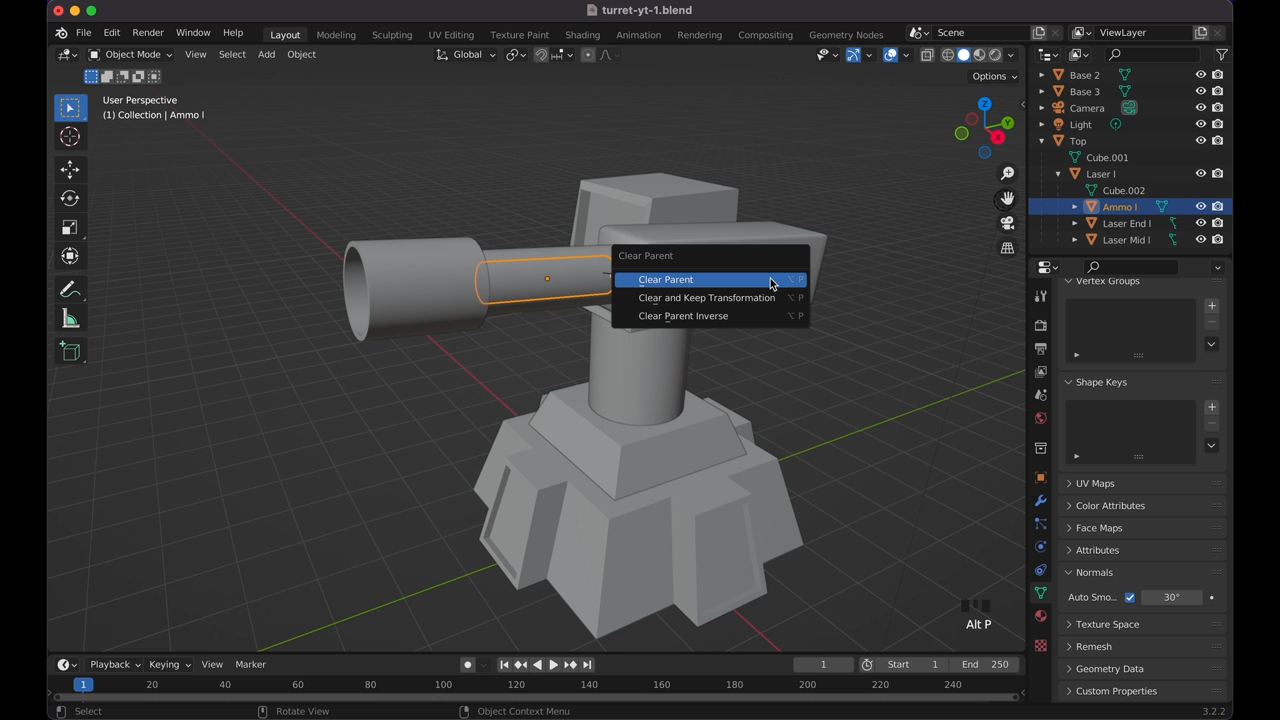 turret-yt-1.blend
File Edit Render Window Help Layout Modeling Sculpting UV Editing Texture Paint Shading Animation Rendering Compositing Geometry Nodes Scene ViewLayer
Object Mode View Select Add Object Global
Options
User Perspective
(1) Collection | Ammo l
Z
Y
X
Base 2
Base 3
Camera
Light
Top
Cube.001
Laser l
Cube.002
Ammo l
Laser End l
Laser Mid l
Clear Parent
Clear Parent ⌥ P
Clear and Keep Transformation ⌥ P
Clear Parent Inverse ⌥ P
Vertex Groups
Shape Keys
UV Maps
Color Attributes
Face Maps
Attributes
Normals
Auto Smo... 30°
Texture Space
Remesh
Geometry Data
Custom Properties
Alt P
Playback Keying View Marker 1 Start 1 End 250
1 20 40 60 80 100 120 140 160 180 200 220 240
Select Rotate View Object Context Menu 3.2.2